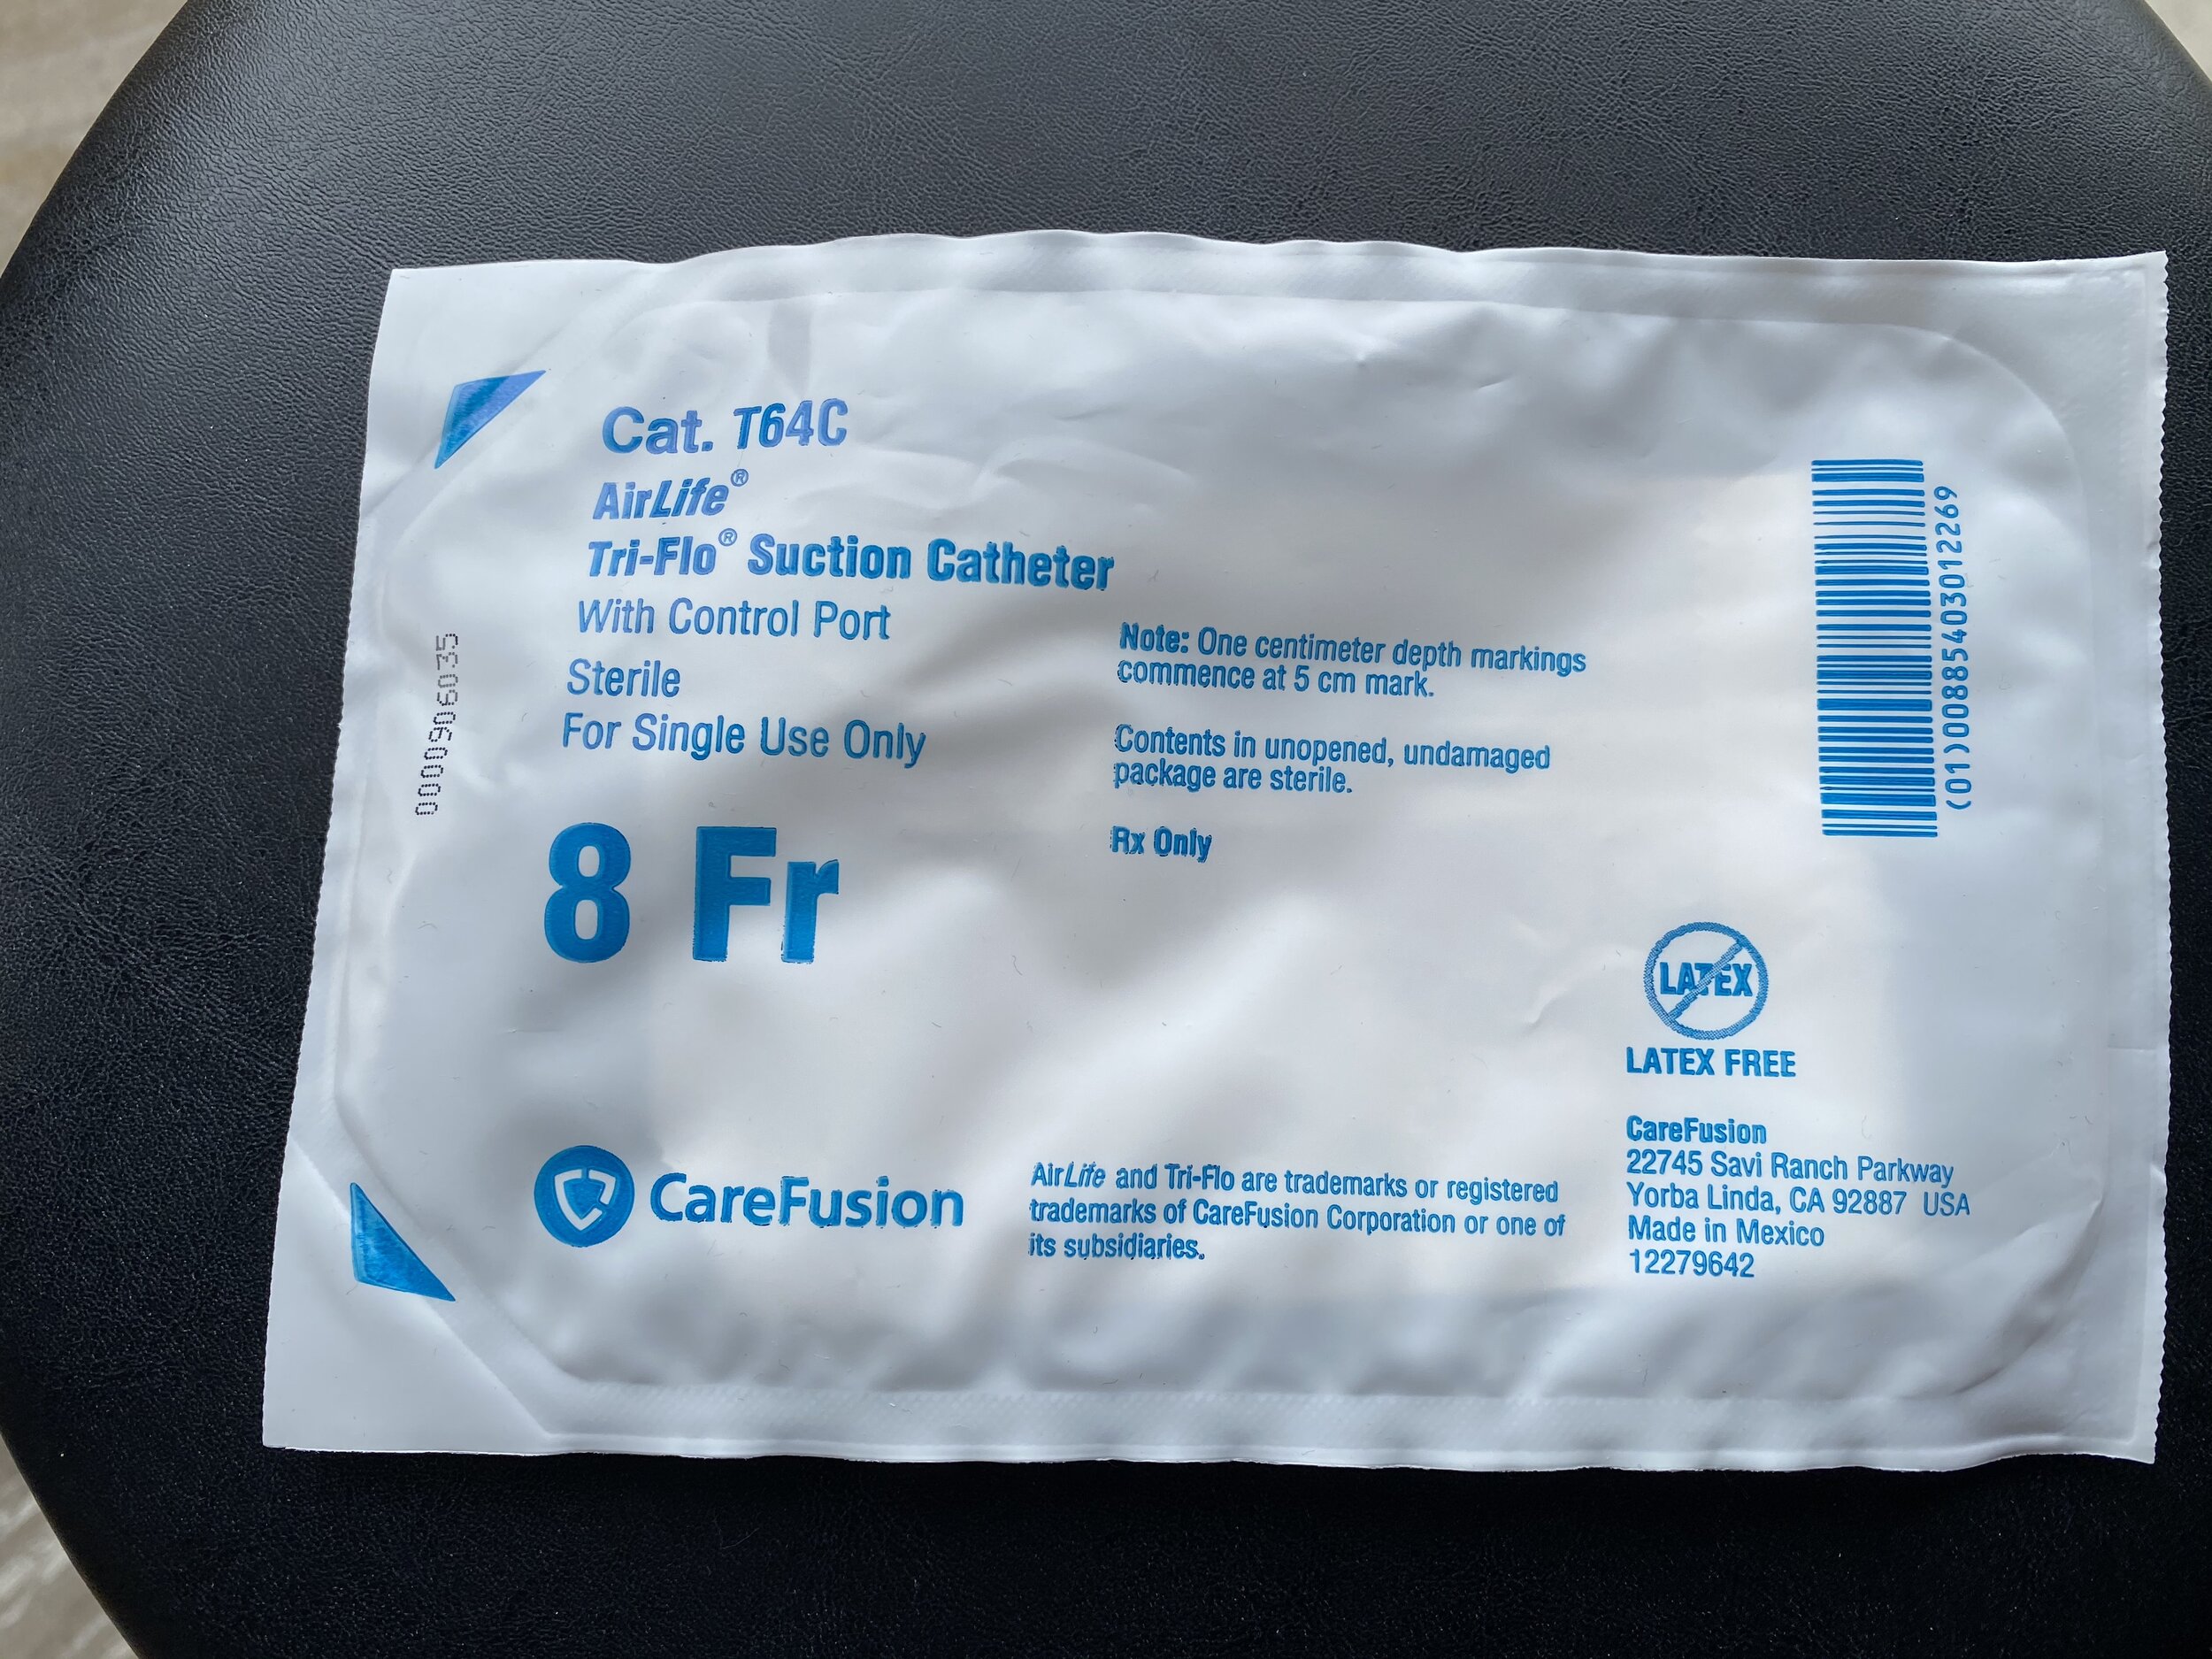 Cat. T64C
AirLife®
Tri-Flo® Suction Catheter
With Control Port
Sterile
For Single Use Only
8 Fr
0000906035
Note: One centimeter depth markings
commence at 5 cm mark.
Contents in unopened, undamaged
package are sterile.
Rx Only
(01)00885403012269
LATEX
LATEX FREE
CareFusion
AirLife and Tri-Flo are trademarks or registered
trademarks of CareFusion Corporation or one of
its subsidiaries.
CareFusion
22745 Savi Ranch Parkway
Yorba Linda, CA 92887 USA
Made in Mexico
12279642